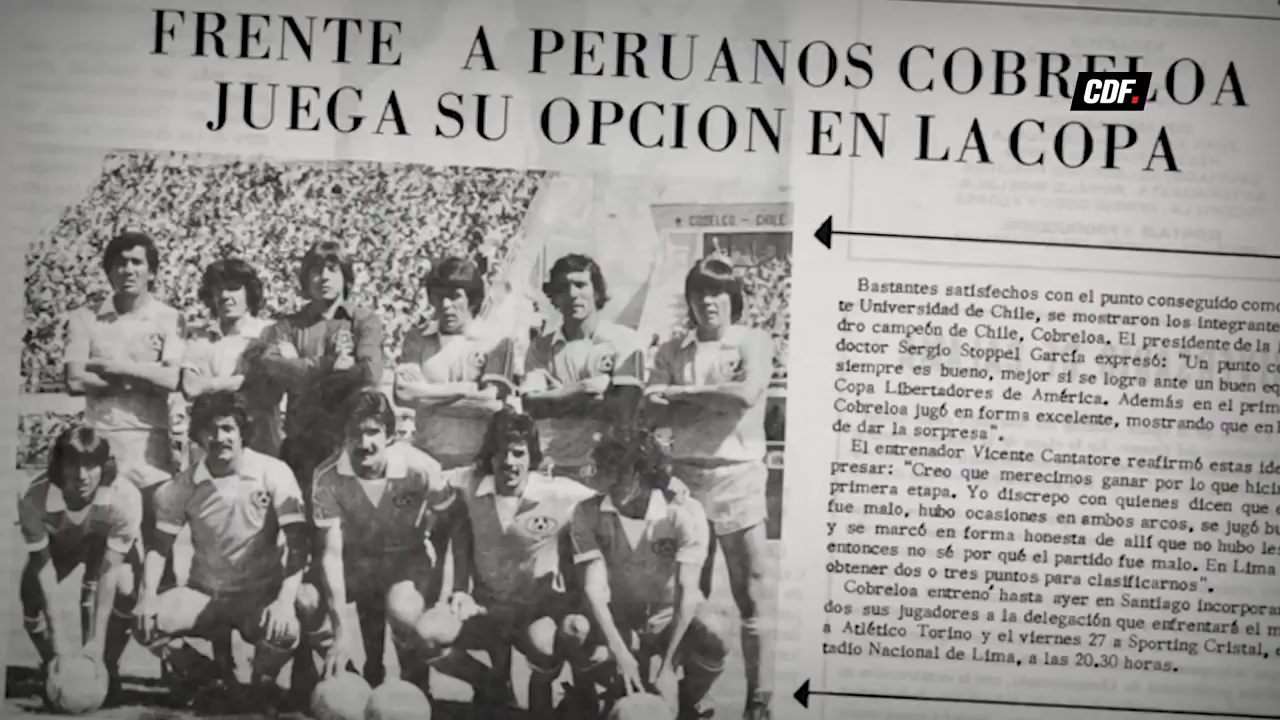 FRENTE A PERUANOS COBRELOA
JUEGA SU OPCION EN LA COPA
CDF.
CODELCO - CHILE
Bastantes satisfechos con el punto conseguido como
te Universidad de Chile, se mostraron los integrante
dro campeón de Chile, Cobreloa. El presidente de la
doctor Sergio Stoppel García expresó: "Un punto co
siempre es bueno, mejor si se logra ante un buen eq
Copa Libertadores de América. Además en el prim
Cobreloa jugó en forma excelente, mostrando que en l
de dar la sorpresa".
El entrenador Vicente Cantatore reafirmó estas ide
presar: "Creo que merecimos ganar por lo que hici
primera etapa. Yo discrepo con quienes dicen que e
fue malo, hubo ocasiones en ambos arcos, se jugó bu
y se marcó en forma honesta de allí que no hubo les
entonces no sé por qué el partido fue malo. En Lima
obtener dos o tres puntos para clasificarnos".
Cobreloa entrenó hasta ayer en Santiago incorpora
dos sus jugadores a la delegación que enfrentará el m
a Atlético Torino y el viernes 27 a Sporting Cristal, e
tadio Nacional de Lima, a las 20.30 horas.